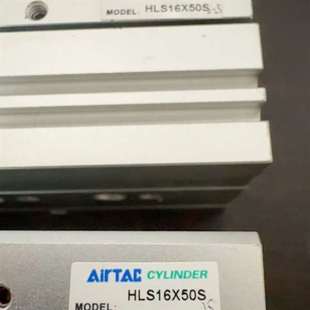 MODEL: HLS16X50S
AirTAC CYLINDER
HLS16X50S
MODEL: